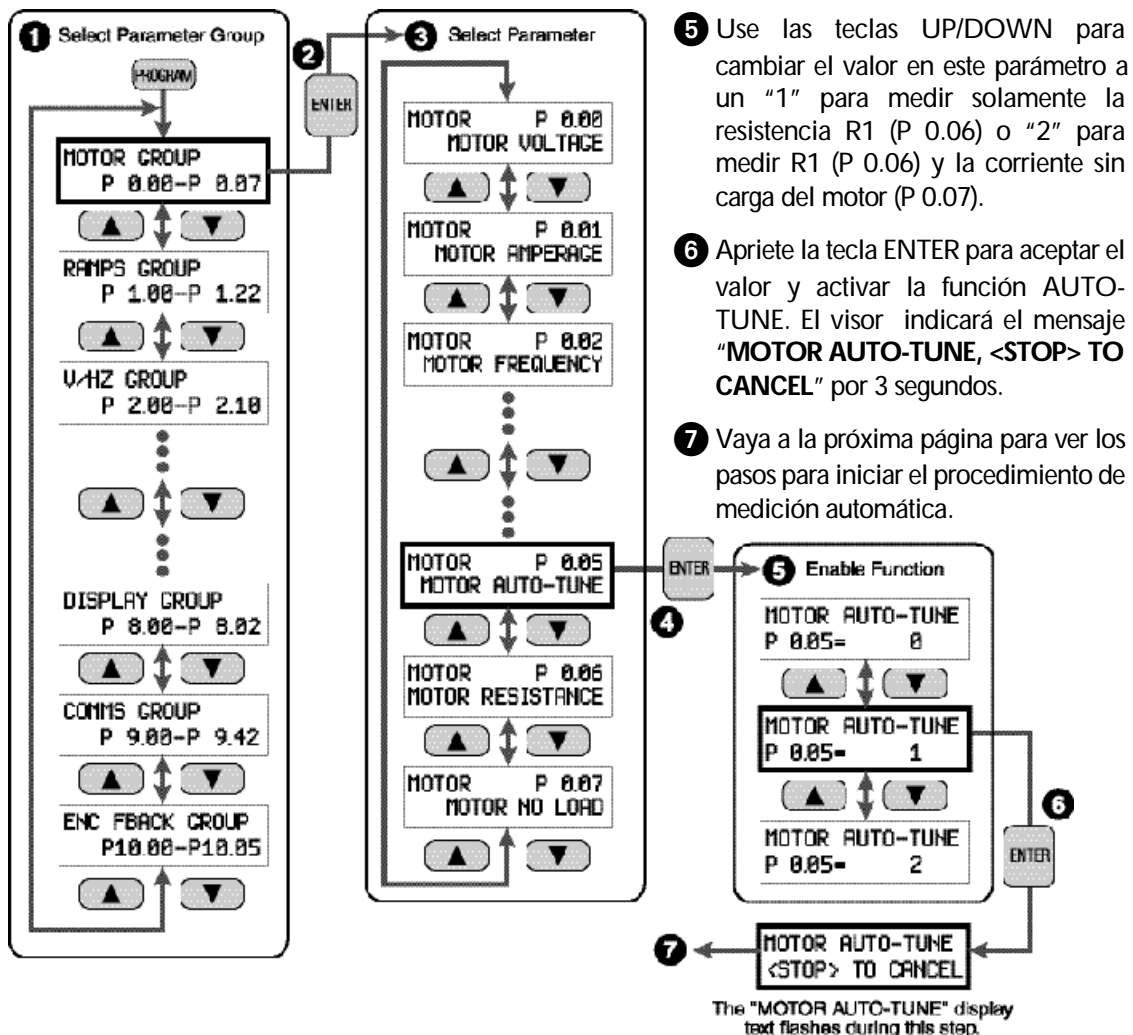 1 Select Parameter Group
PROGRAM
MOTOR GROUP
P 0.00-P 0.07
RAMPS GROUP
P 1.00-P 1.22
V/HZ GROUP
P 2.00-P 2.10
DISPLAY GROUP
P 8.00-P 8.02
COMMS GROUP
P 9.00-P 9.42
ENC FBACK GROUP
P10.00-P10.05
2
ENTER
3 Select Parameter
MOTOR P 0.00
MOTOR VOLTAGE
MOTOR P 0.01
MOTOR AMPERAGE
MOTOR P 0.02
MOTOR FREQUENCY
MOTOR P 0.05
MOTOR AUTO-TUNE
MOTOR P 0.06
MOTOR RESISTANCE
MOTOR P 0.07
MOTOR NO LOAD
ENTER
4
5 Use las teclas UP/DOWN para
cambiar el valor en este parámetro a
un “1” para medir solamente la
resistencia R1 (P 0.06) o “2” para
medir R1 (P 0.06) y la corriente sin
carga del motor (P 0.07).
6 Apriete la tecla ENTER para aceptar el
valor y activar la función AUTO-
TUNE. El visor indicará el mensaje
“MOTOR AUTO-TUNE, <STOP> TO
CANCEL” por 3 segundos.
7 Vaya a la próxima página para ver los
pasos para iniciar el procedimiento de
medición automática.
5 Enable Function
MOTOR AUTO-TUNE
P 0.05= 0
MOTOR AUTO-TUNE
P 0.05= 1
MOTOR AUTO-TUNE
P 0.05= 2
6
ENTER
7
MOTOR AUTO-TUNE
<STOP> TO CANCEL
The "MOTOR AUTO-TUNE" display
text flashes during this step.